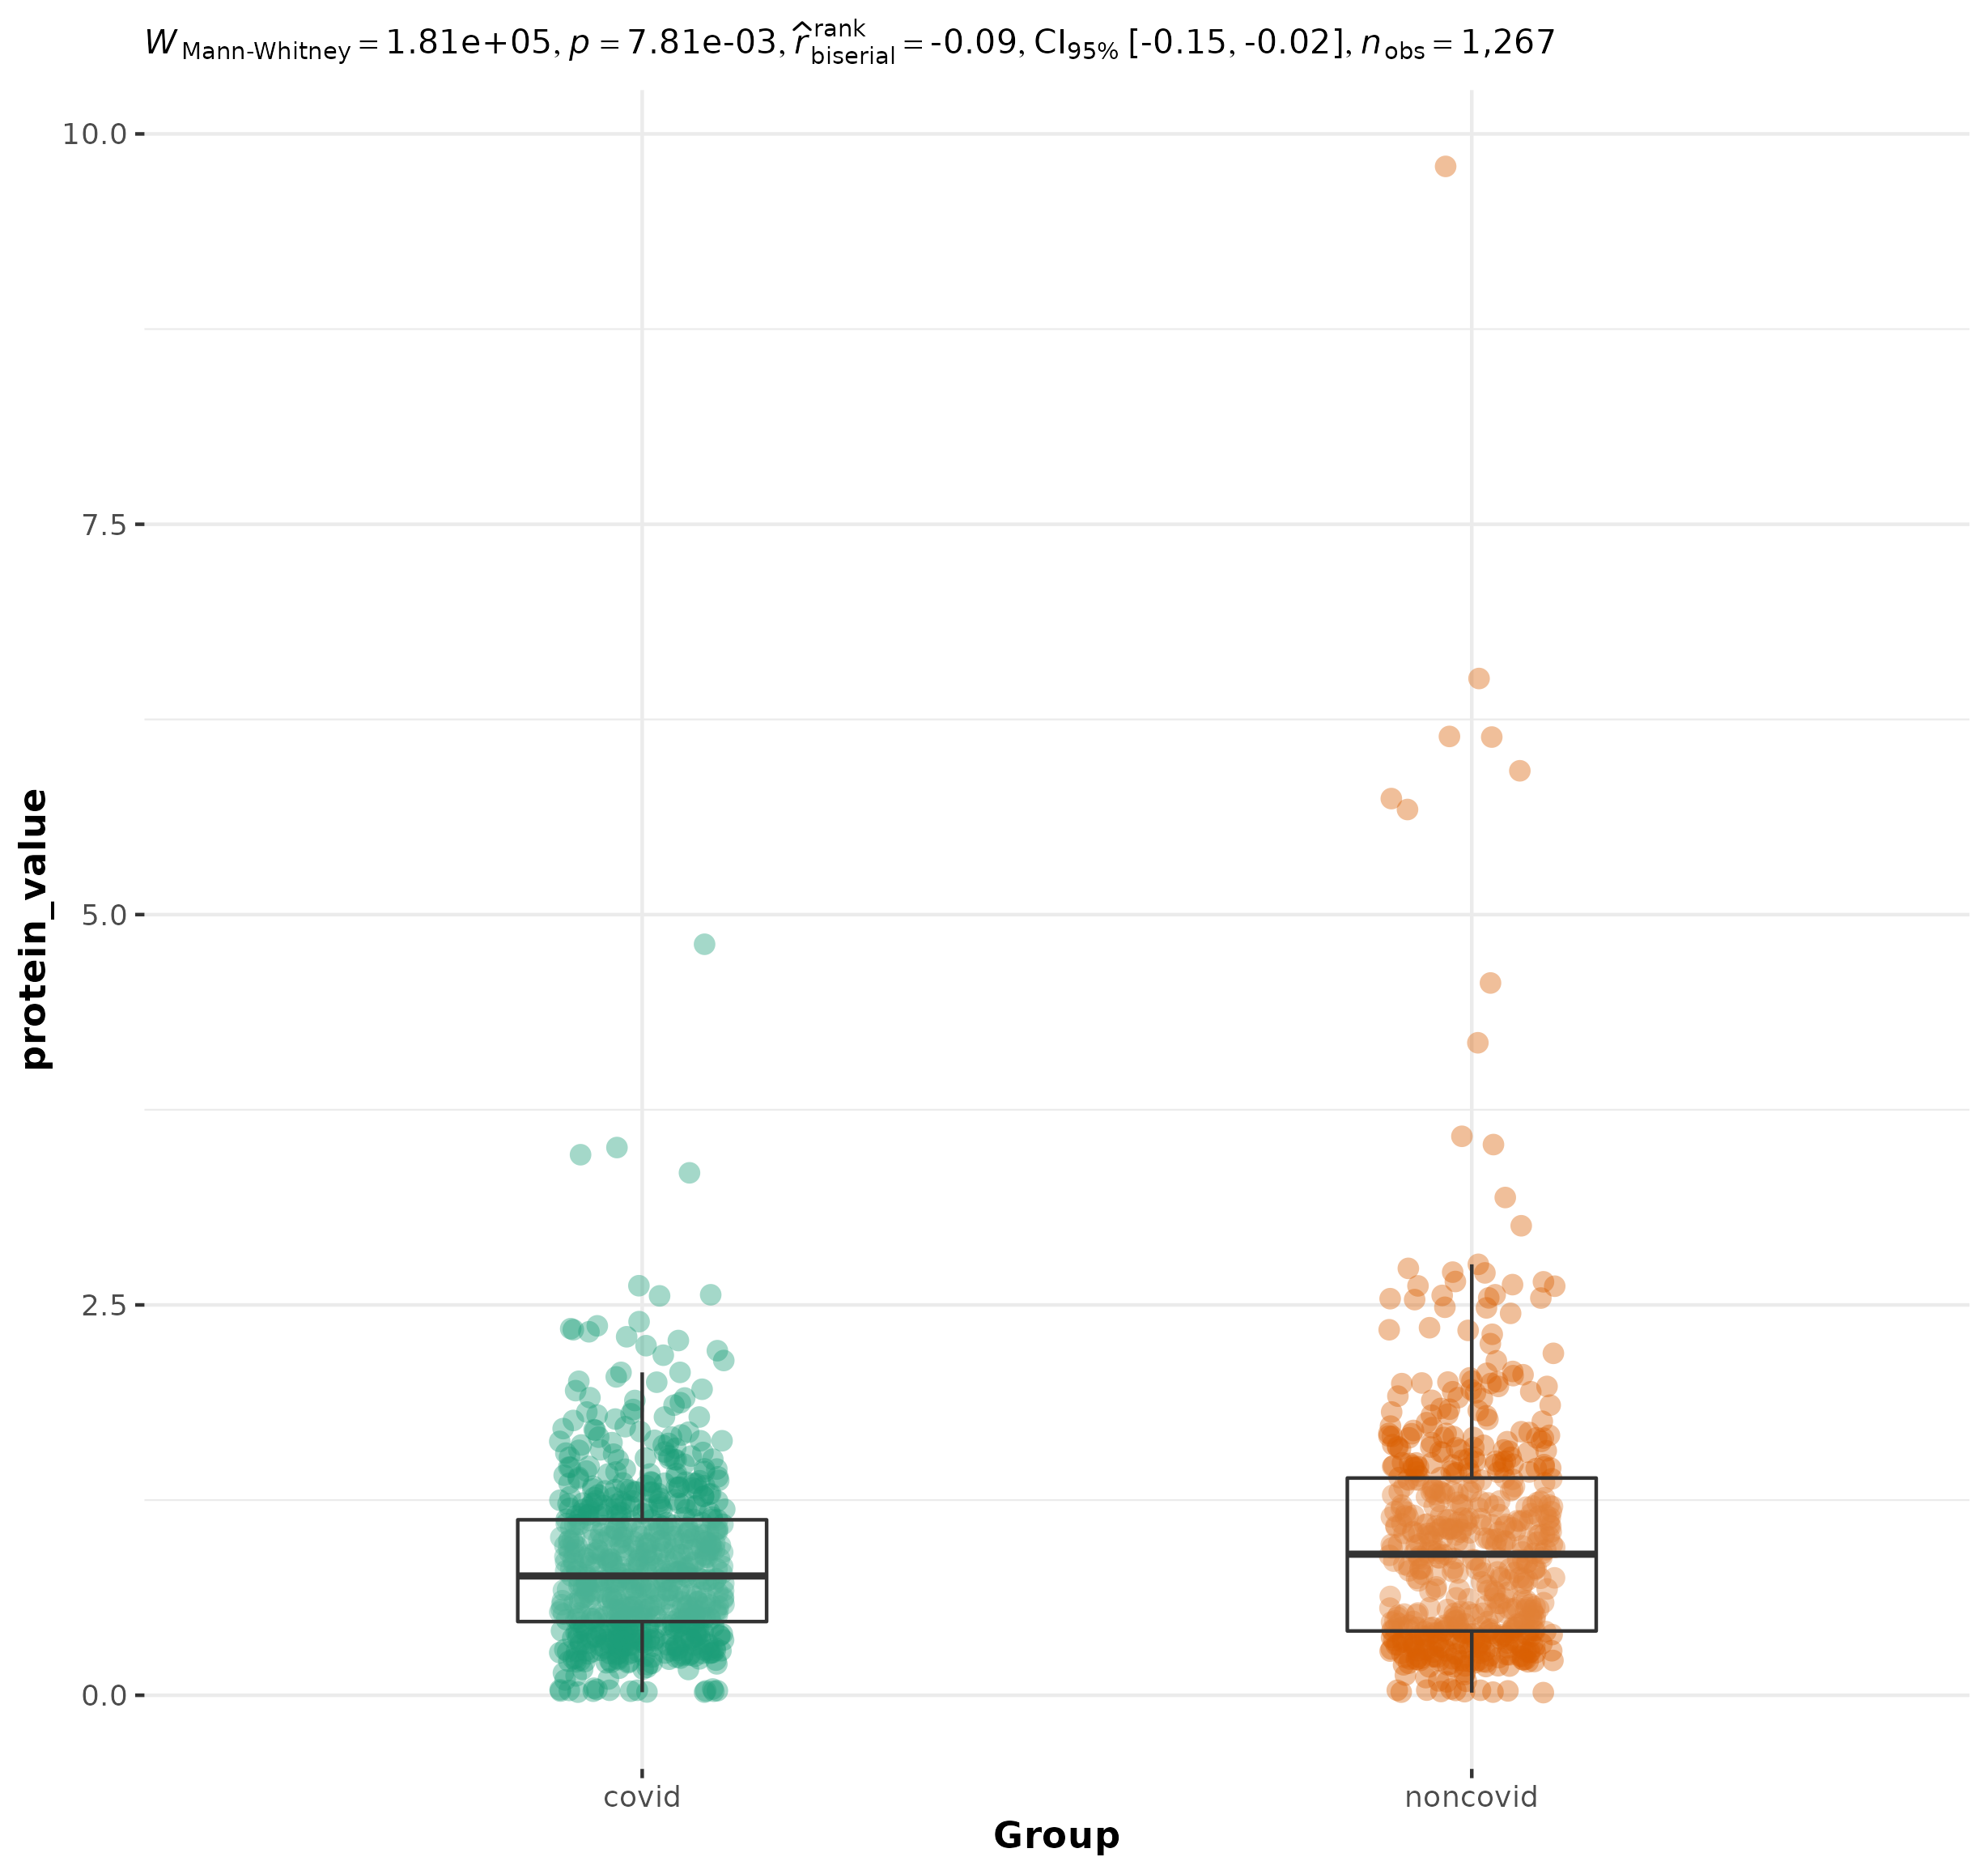 W Mann-Whitney = 1.81e+05, p = 7.81e-03, r̂ rank biserial = -0.09, CI95% [-0.15, -0.02], n obs = 1,267
10.0
7.5
5.0
2.5
0.0
protein_value
covid noncovid
Group